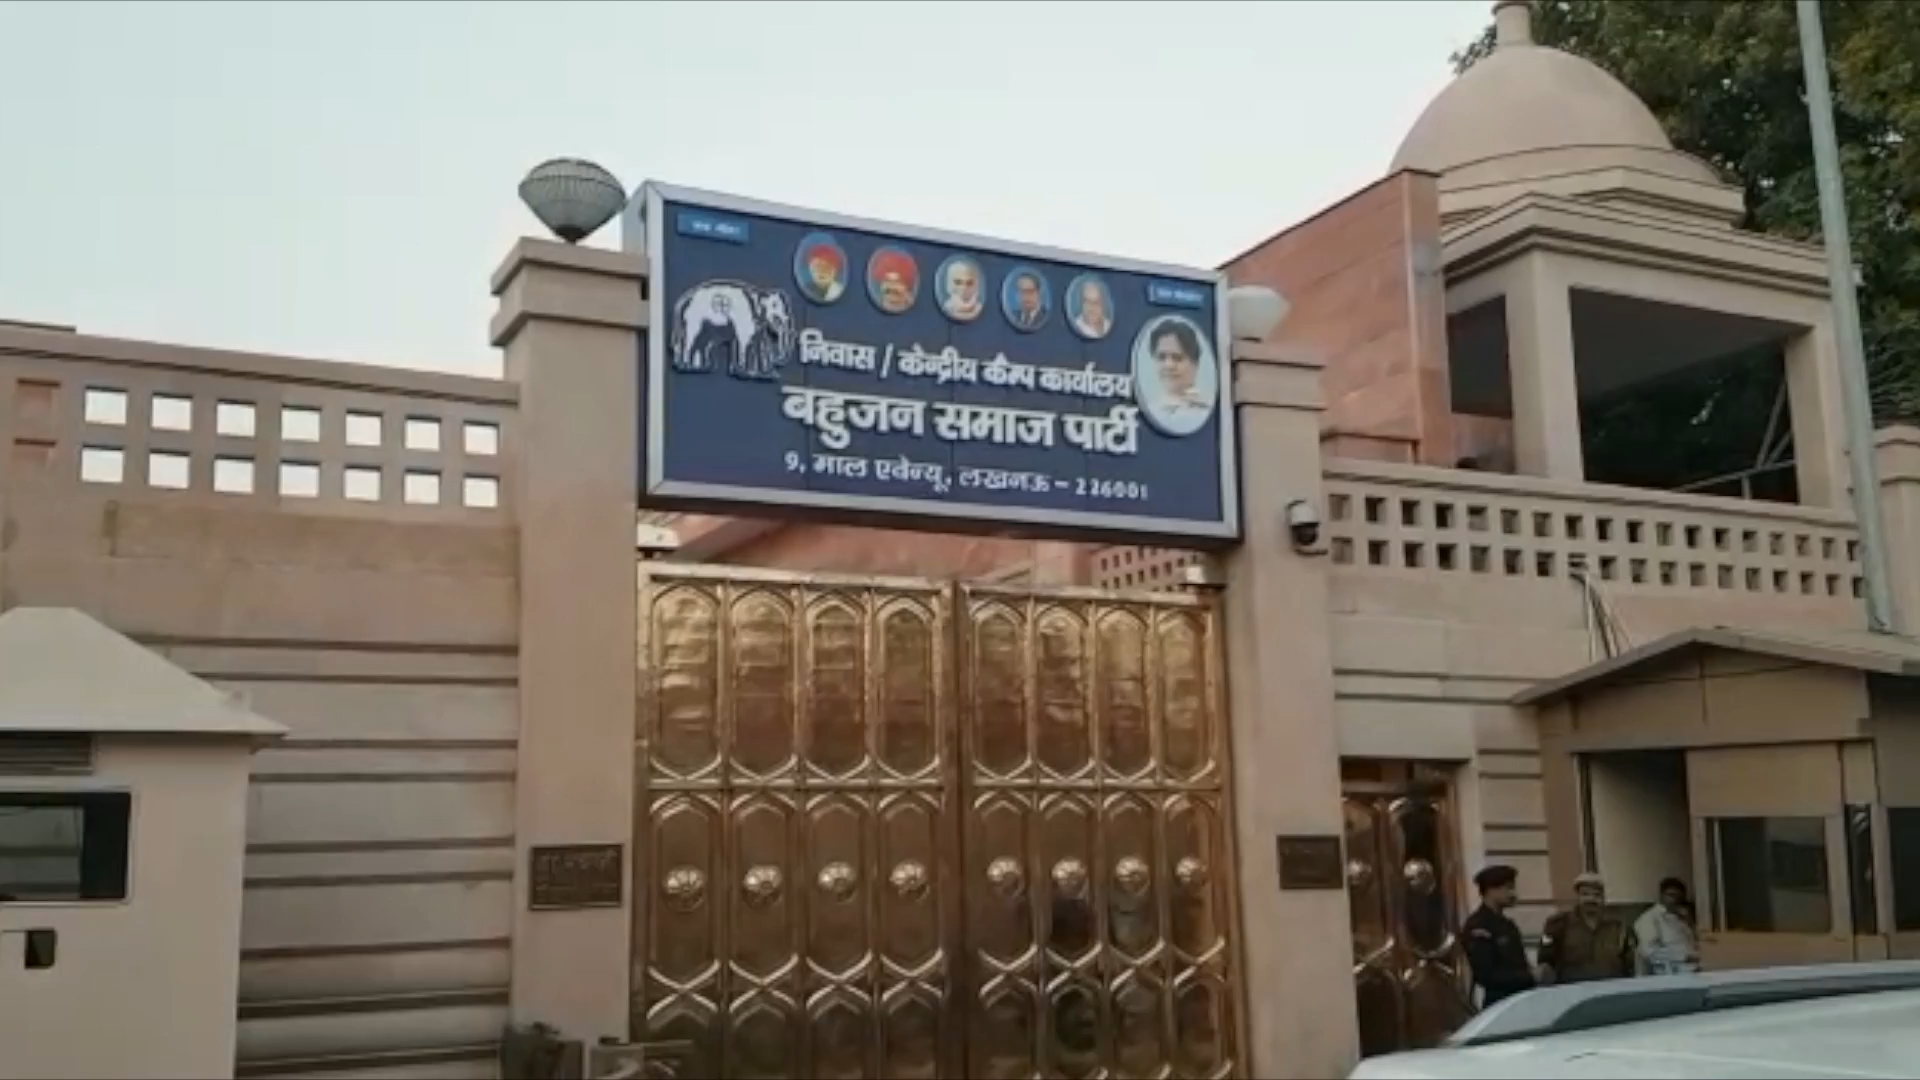 निवास / केन्द्रीय कैम्प कार्यालय
बहुजन समाज पार्टी
9, माल एवेन्यू, लखनऊ - 226001